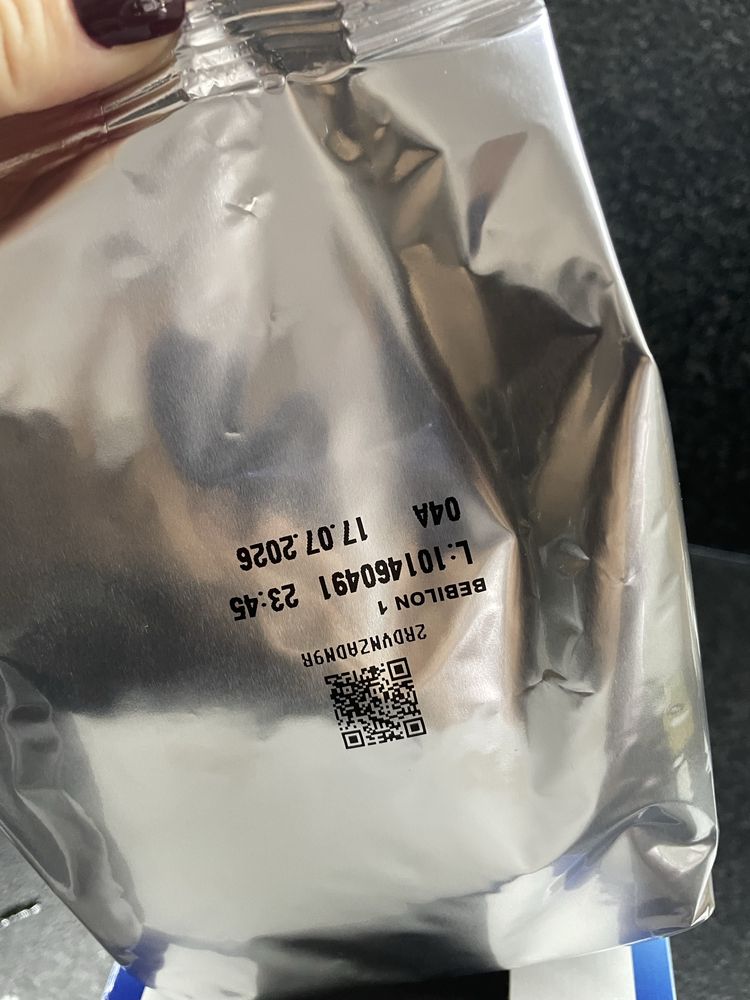 2RDVNZADN9R
BEBILON 1
L:101460491 23:45
04A 17.07.2026